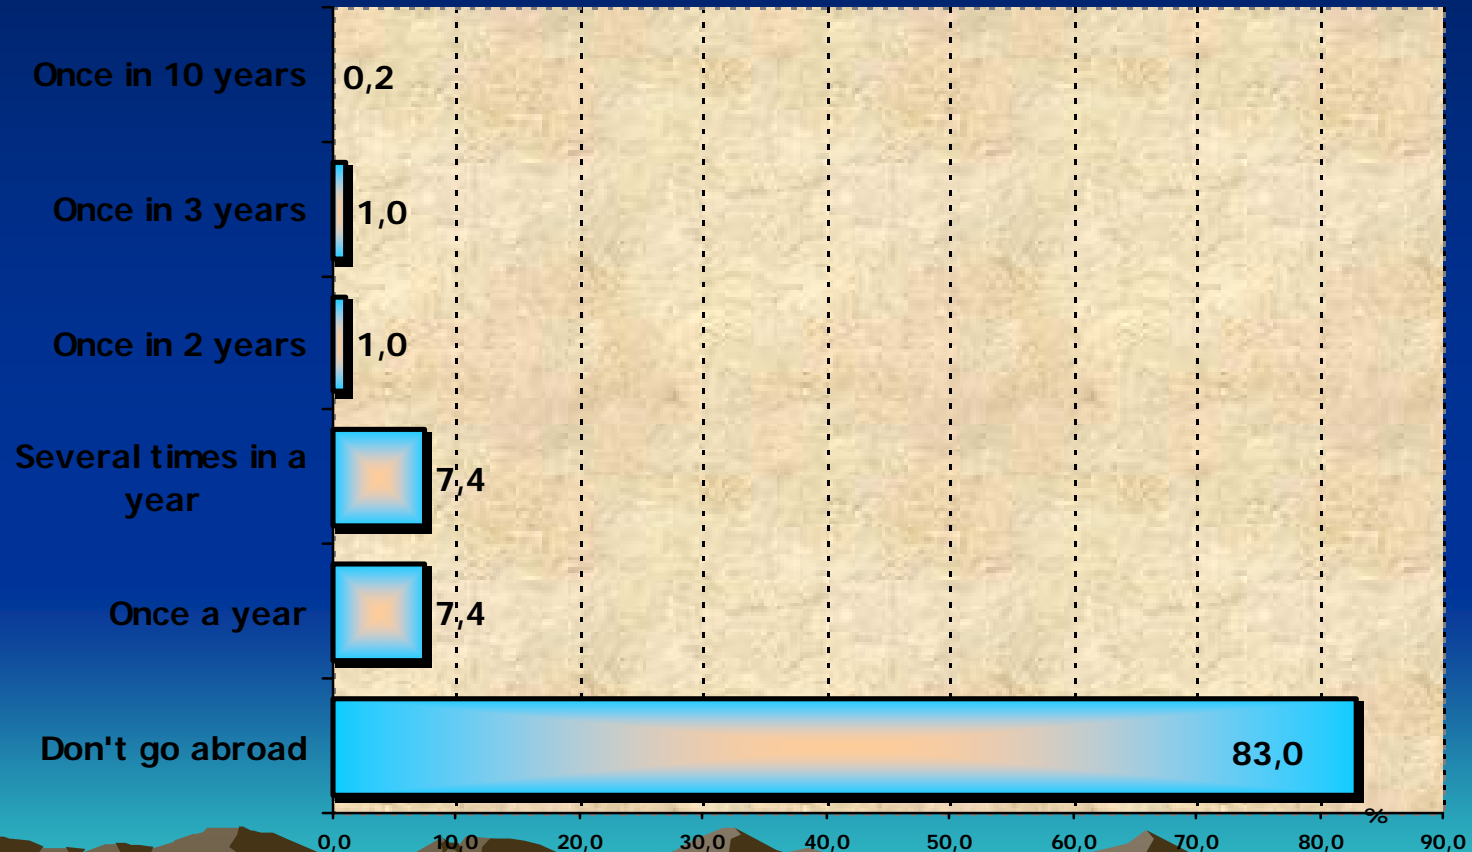 Once in 10 years
0,2
Once in 3 years
1,0
Once in 2 years
1,0
Several times in a
year
7,4
Once a year
7,4
Don't go abroad
83,0
%
0,0 10,0 20,0 30,0 40,0 50,0 60,0 70,0 80,0 90,0